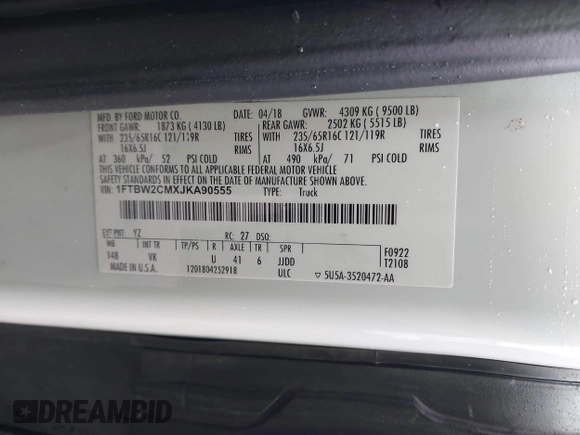 MFD. BY FORD MOTOR CO. DATE: 04/18 GVWR: 4309 KG ( 9500 LB)
FRONT GAWR: 1873 KG ( 4130 LB) REAR GAWR: 2502 KG ( 5515 LB)
WITH 235/65R16C 121/119R TIRES WITH 235/65R16C 121/119R TIRES
16X6.5J RIMS 16X6.5J RIMS
AT 360 kPa/ 52 PSI COLD AT 490 kPa/ 71 PSI COLD
THIS VEHICLE CONFORMS TO ALL APPLICABLE FEDERAL MOTOR VEHICLE
SAFETY STANDARDS IN EFFECT ON THE DATE OF MANUFACTURE SHOWN ABOVE.
VIN: 1FTBW2CMXJKA90555 TYPE: Truck
EXT PNT: YZ RC: 27 DSO:
WB INT TR TP/PS R AXLE TR SPR
148 VK U 41 6 JJDD
F0922
T2108
MADE IN U.S.A. 1201804252918 ULC ▽ 5U5A-3520472-AA
DREAMBID